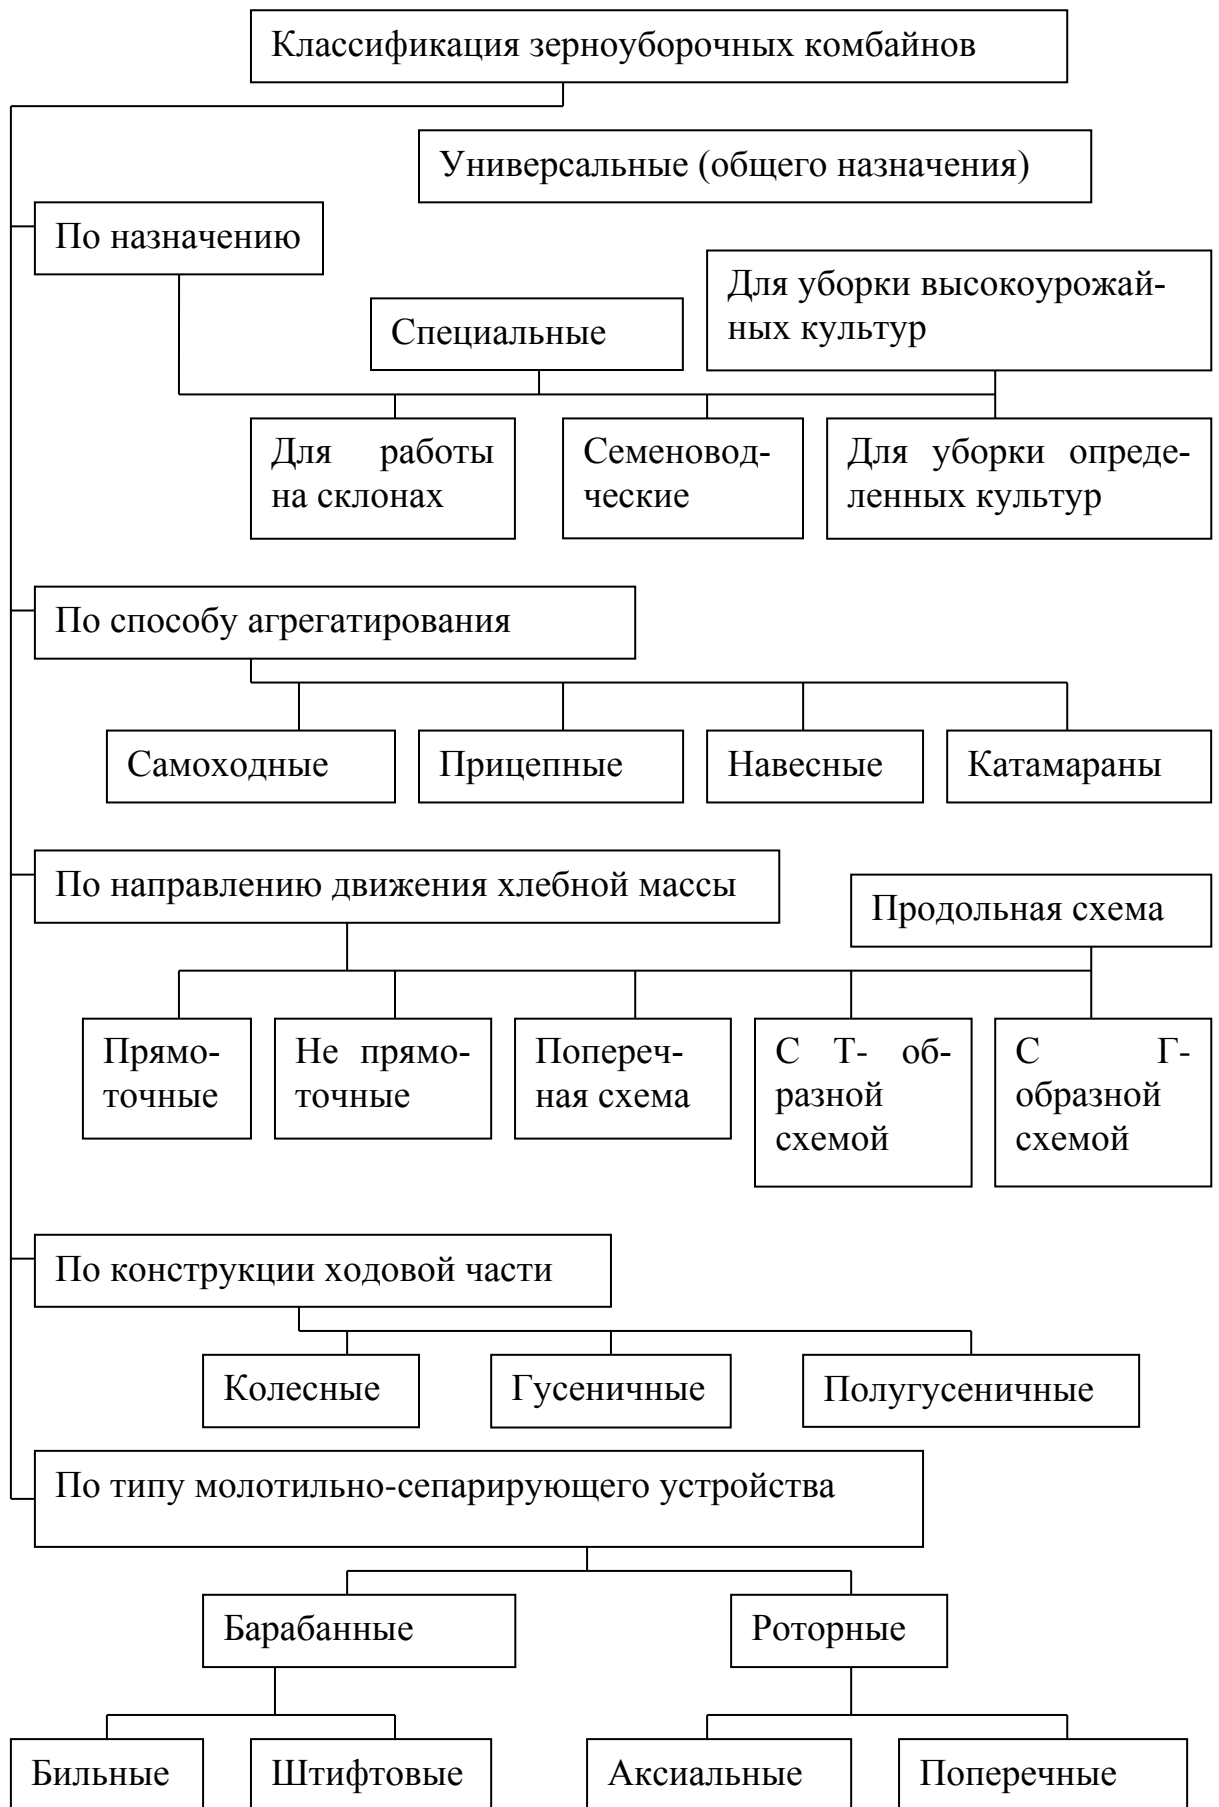 Классификация зерноуборочных комбайнов
Универсальные (общего назначения)
По назначению
Для уборки высокоурожай-
ных культур
Специальные
Для работы
на склонах
Семеновод-
ческие
Для уборки опреде-
ленных культур
По способу агрегатирования
Самоходные
Прицепные
Навесные
Катамараны
По направлению движения хлебной массы
Продольная схема
Прямо-
точные
Не прямо-
точные
Попереч-
ная схема
С Т- об-
разной
схемой
С Г-
образной
схемой
По конструкции ходовой части
Колесные
Гусеничные
Полугусеничные
По типу молотильно-сепарирующего устройства
Барабанные
Роторные
Бильные
Штифтовые
Аксиальные
Поперечные